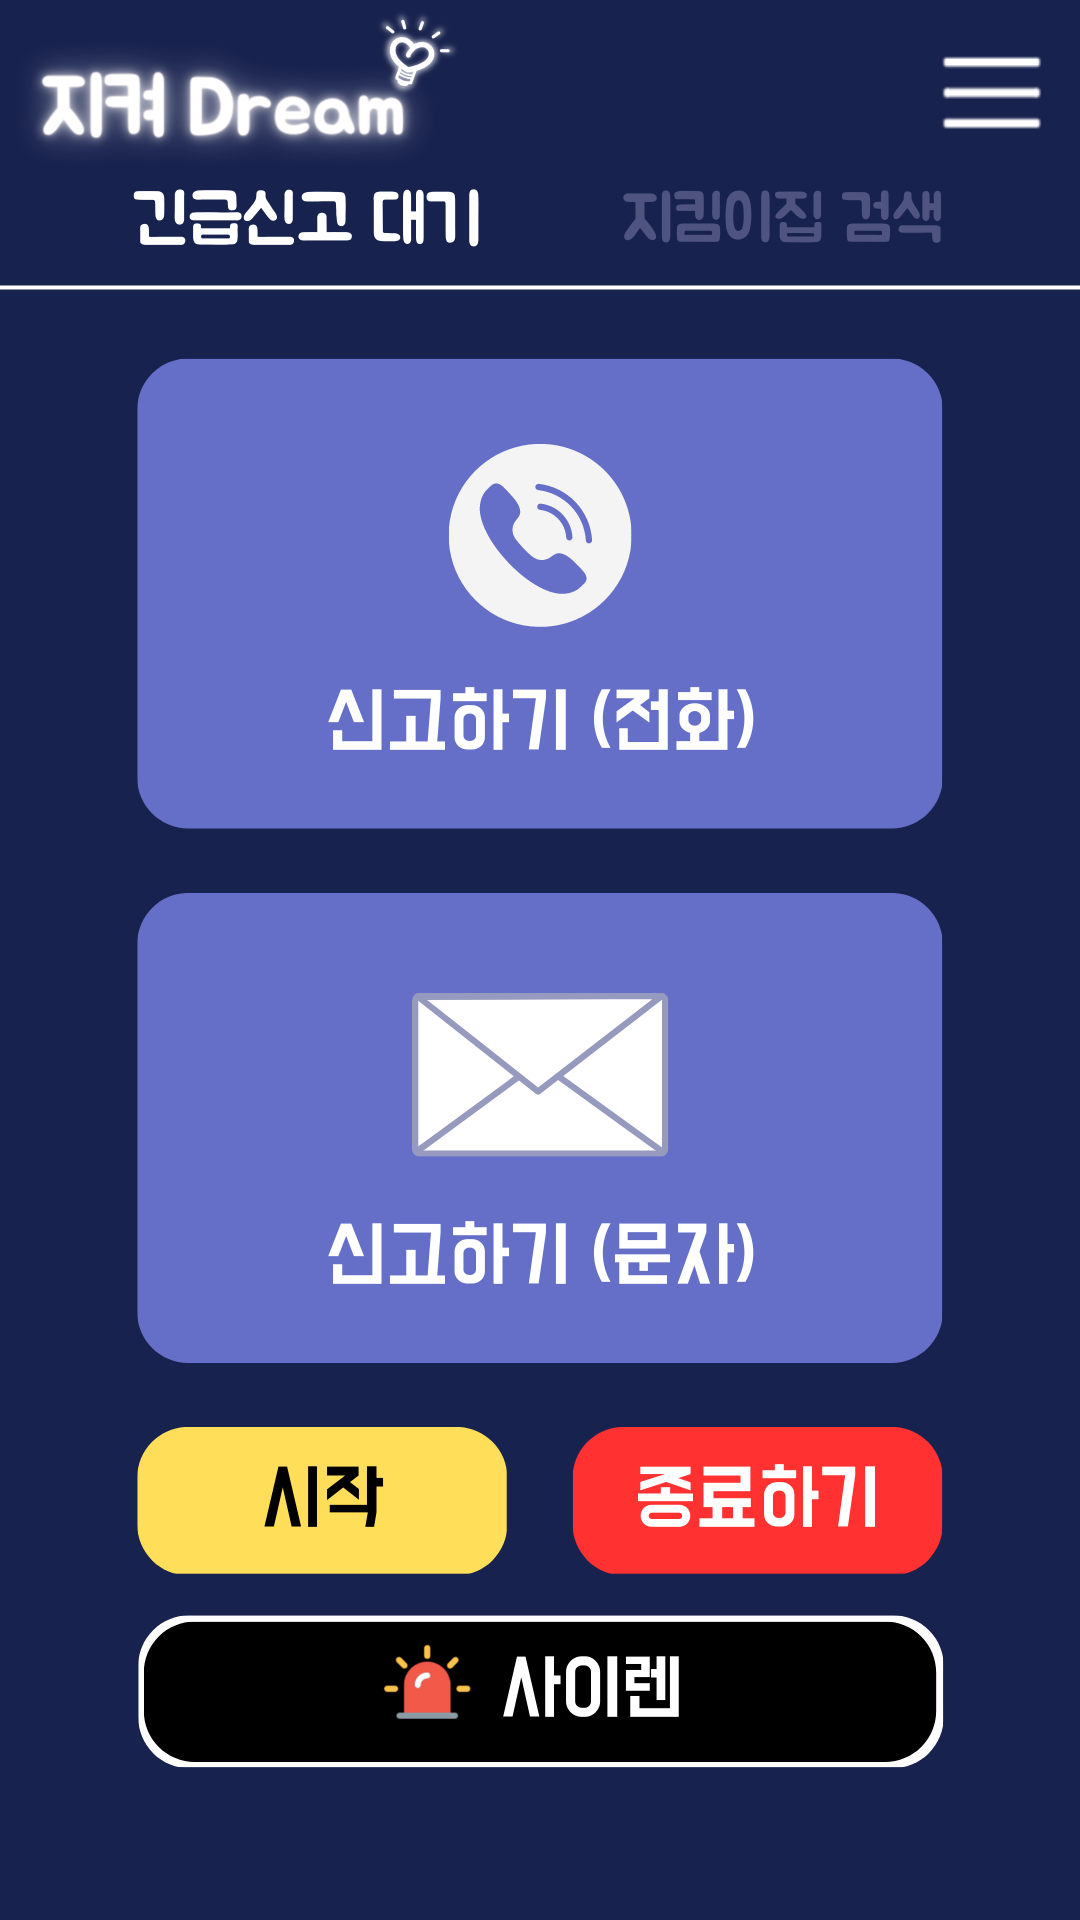 지켜 Dream
긴급신고 대기 지킴이집 검색
신고하기 (전화)
신고하기 (문자)
시작 종료하기
사이렌